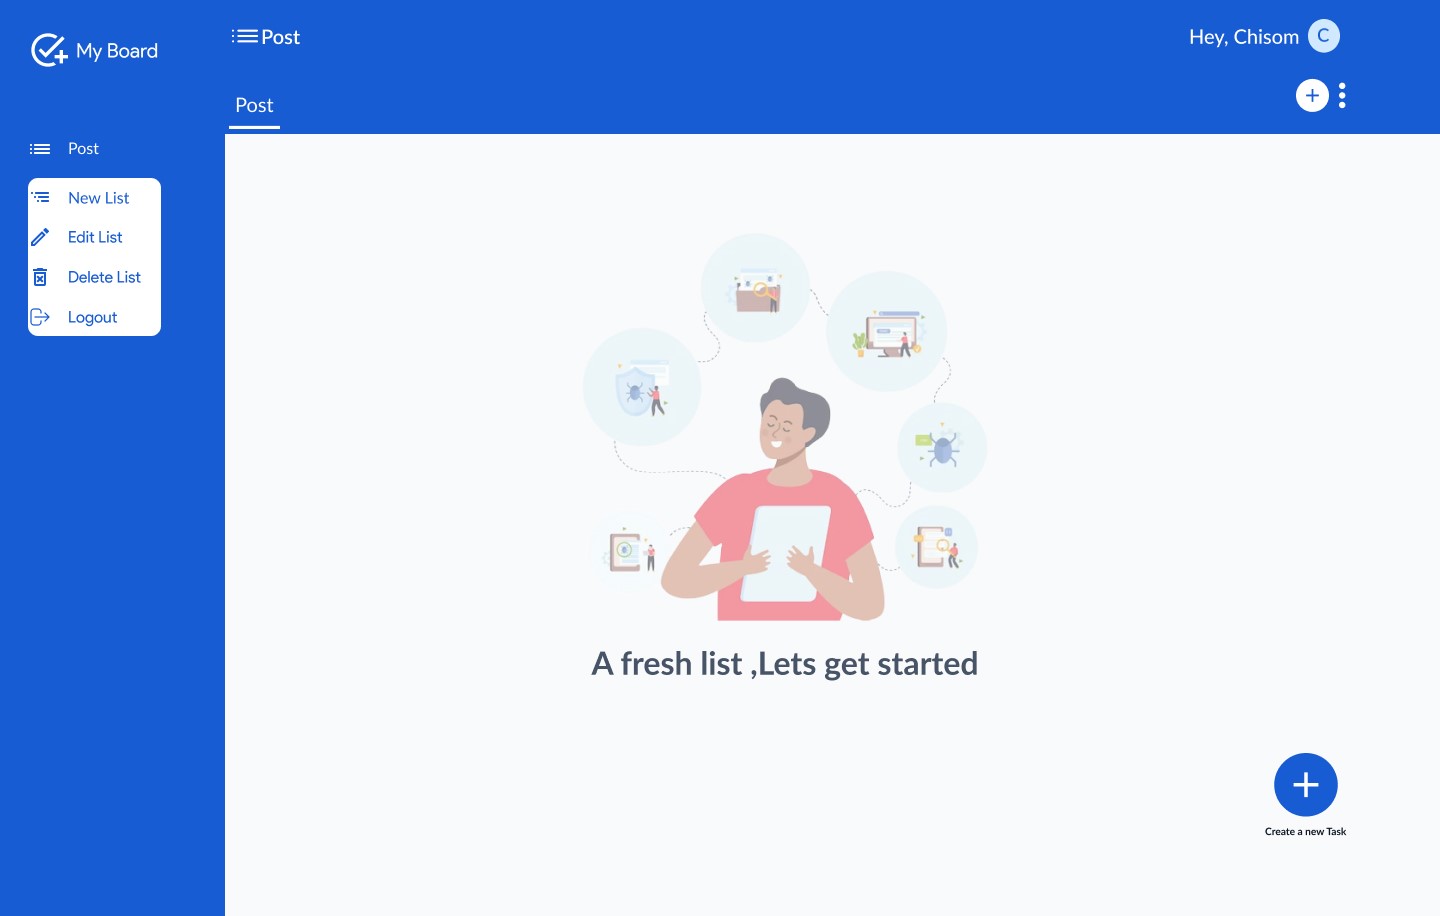 My Board
Post
Hey, Chisom
C
Post
Post
New List
Edit List
Delete List
Logout
A fresh list ,Lets get started
Create a new Task